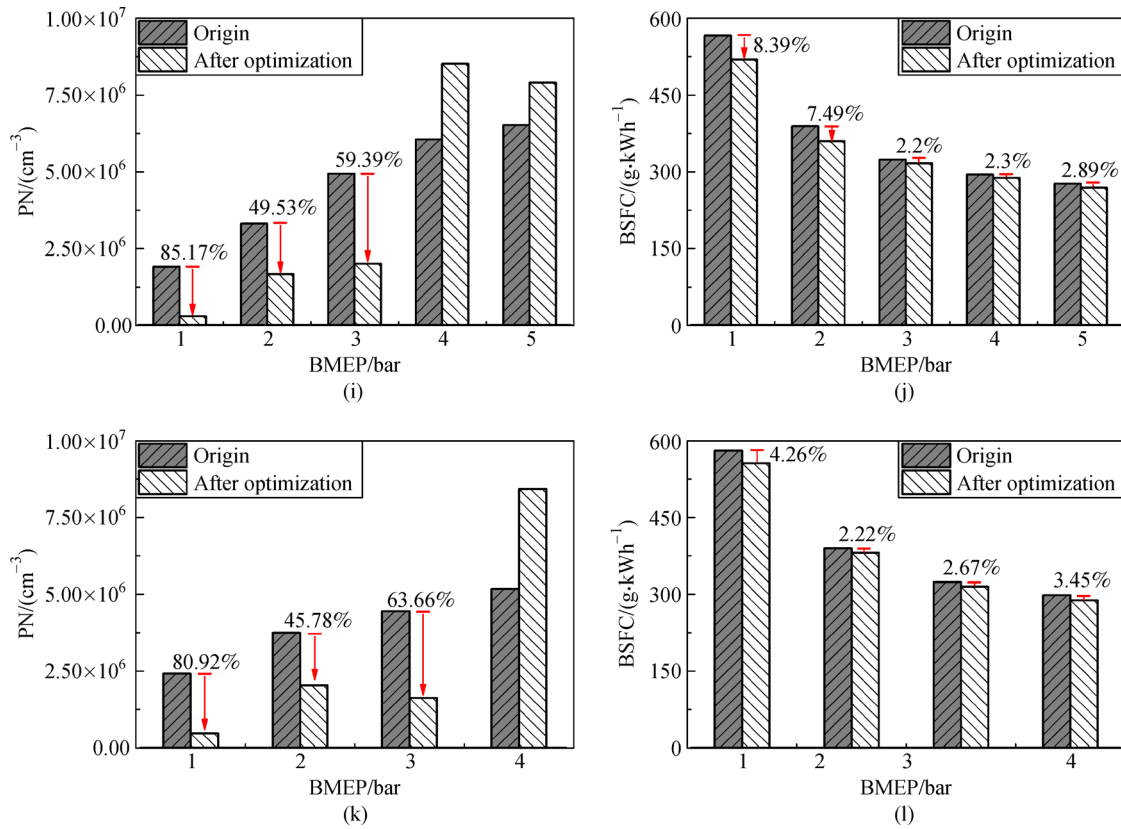 1.00×10⁷
7.50×10⁶
5.00×10⁶
2.50×10⁶
0.00
PN/(cm⁻³)
Origin
After optimization
85.17%
49.53%
59.39%
1 2 3 4 5
BMEP/bar
(i)
600
450
300
150
0
BSFC/(g·kWh⁻¹)
Origin
After optimization
8.39%
7.49%
2.2%
2.3%
2.89%
1 2 3 4 5
BMEP/bar
(j)
1.00×10⁷
7.50×10⁶
5.00×10⁶
2.50×10⁶
0.00
PN/(cm⁻³)
Origin
After optimization
80.92%
45.78%
63.66%
1 2 3 4
BMEP/bar
(k)
600
450
300
150
0
BSFC/(g·kWh⁻¹)
Origin
After optimization
4.26%
2.22%
2.67%
3.45%
1 2 3 4
BMEP/bar
(l)